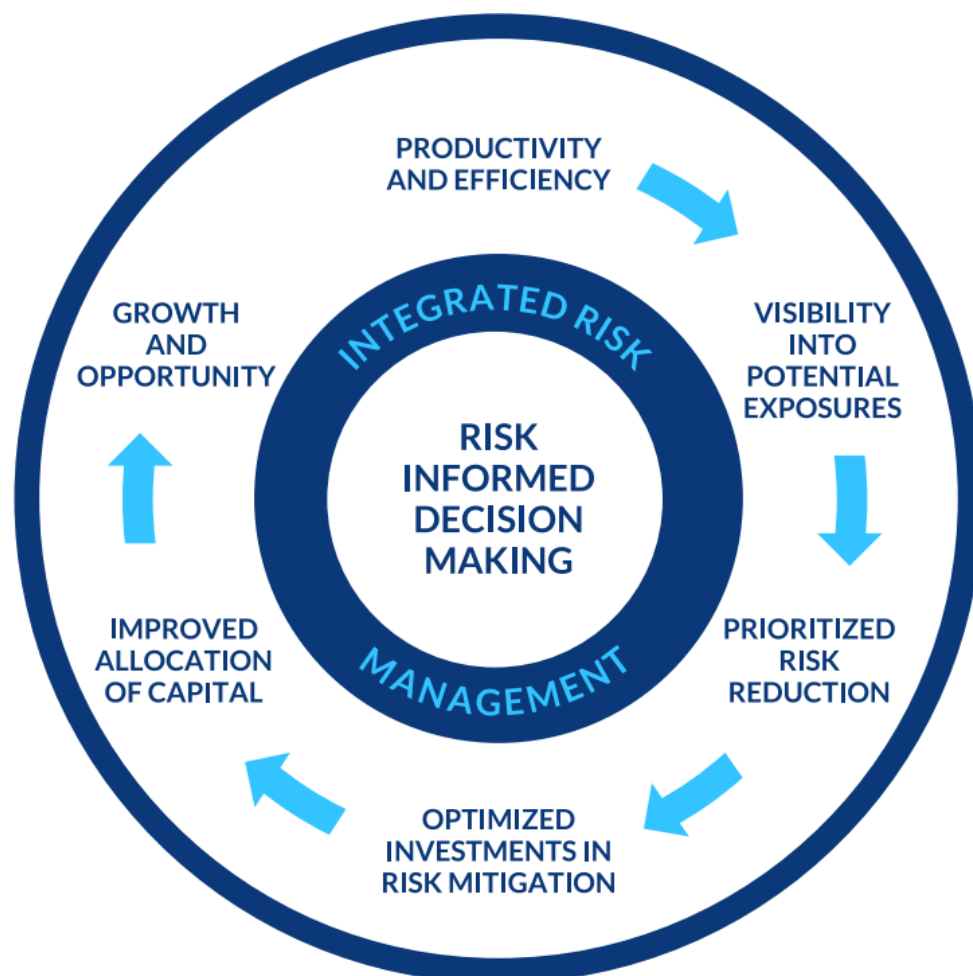 PRODUCTIVITY
AND EFFICIENCY
VISIBILITY
INTO
POTENTIAL
EXPOSURES
PRIORITIZED
RISK
REDUCTION
OPTIMIZED
INVESTMENTS IN
RISK MITIGATION
IMPROVED
ALLOCATION
OF CAPITAL
GROWTH
AND
OPPORTUNITY
INTEGRATED RISK
MANAGEMENT
RISK
INFORMED
DECISION
MAKING